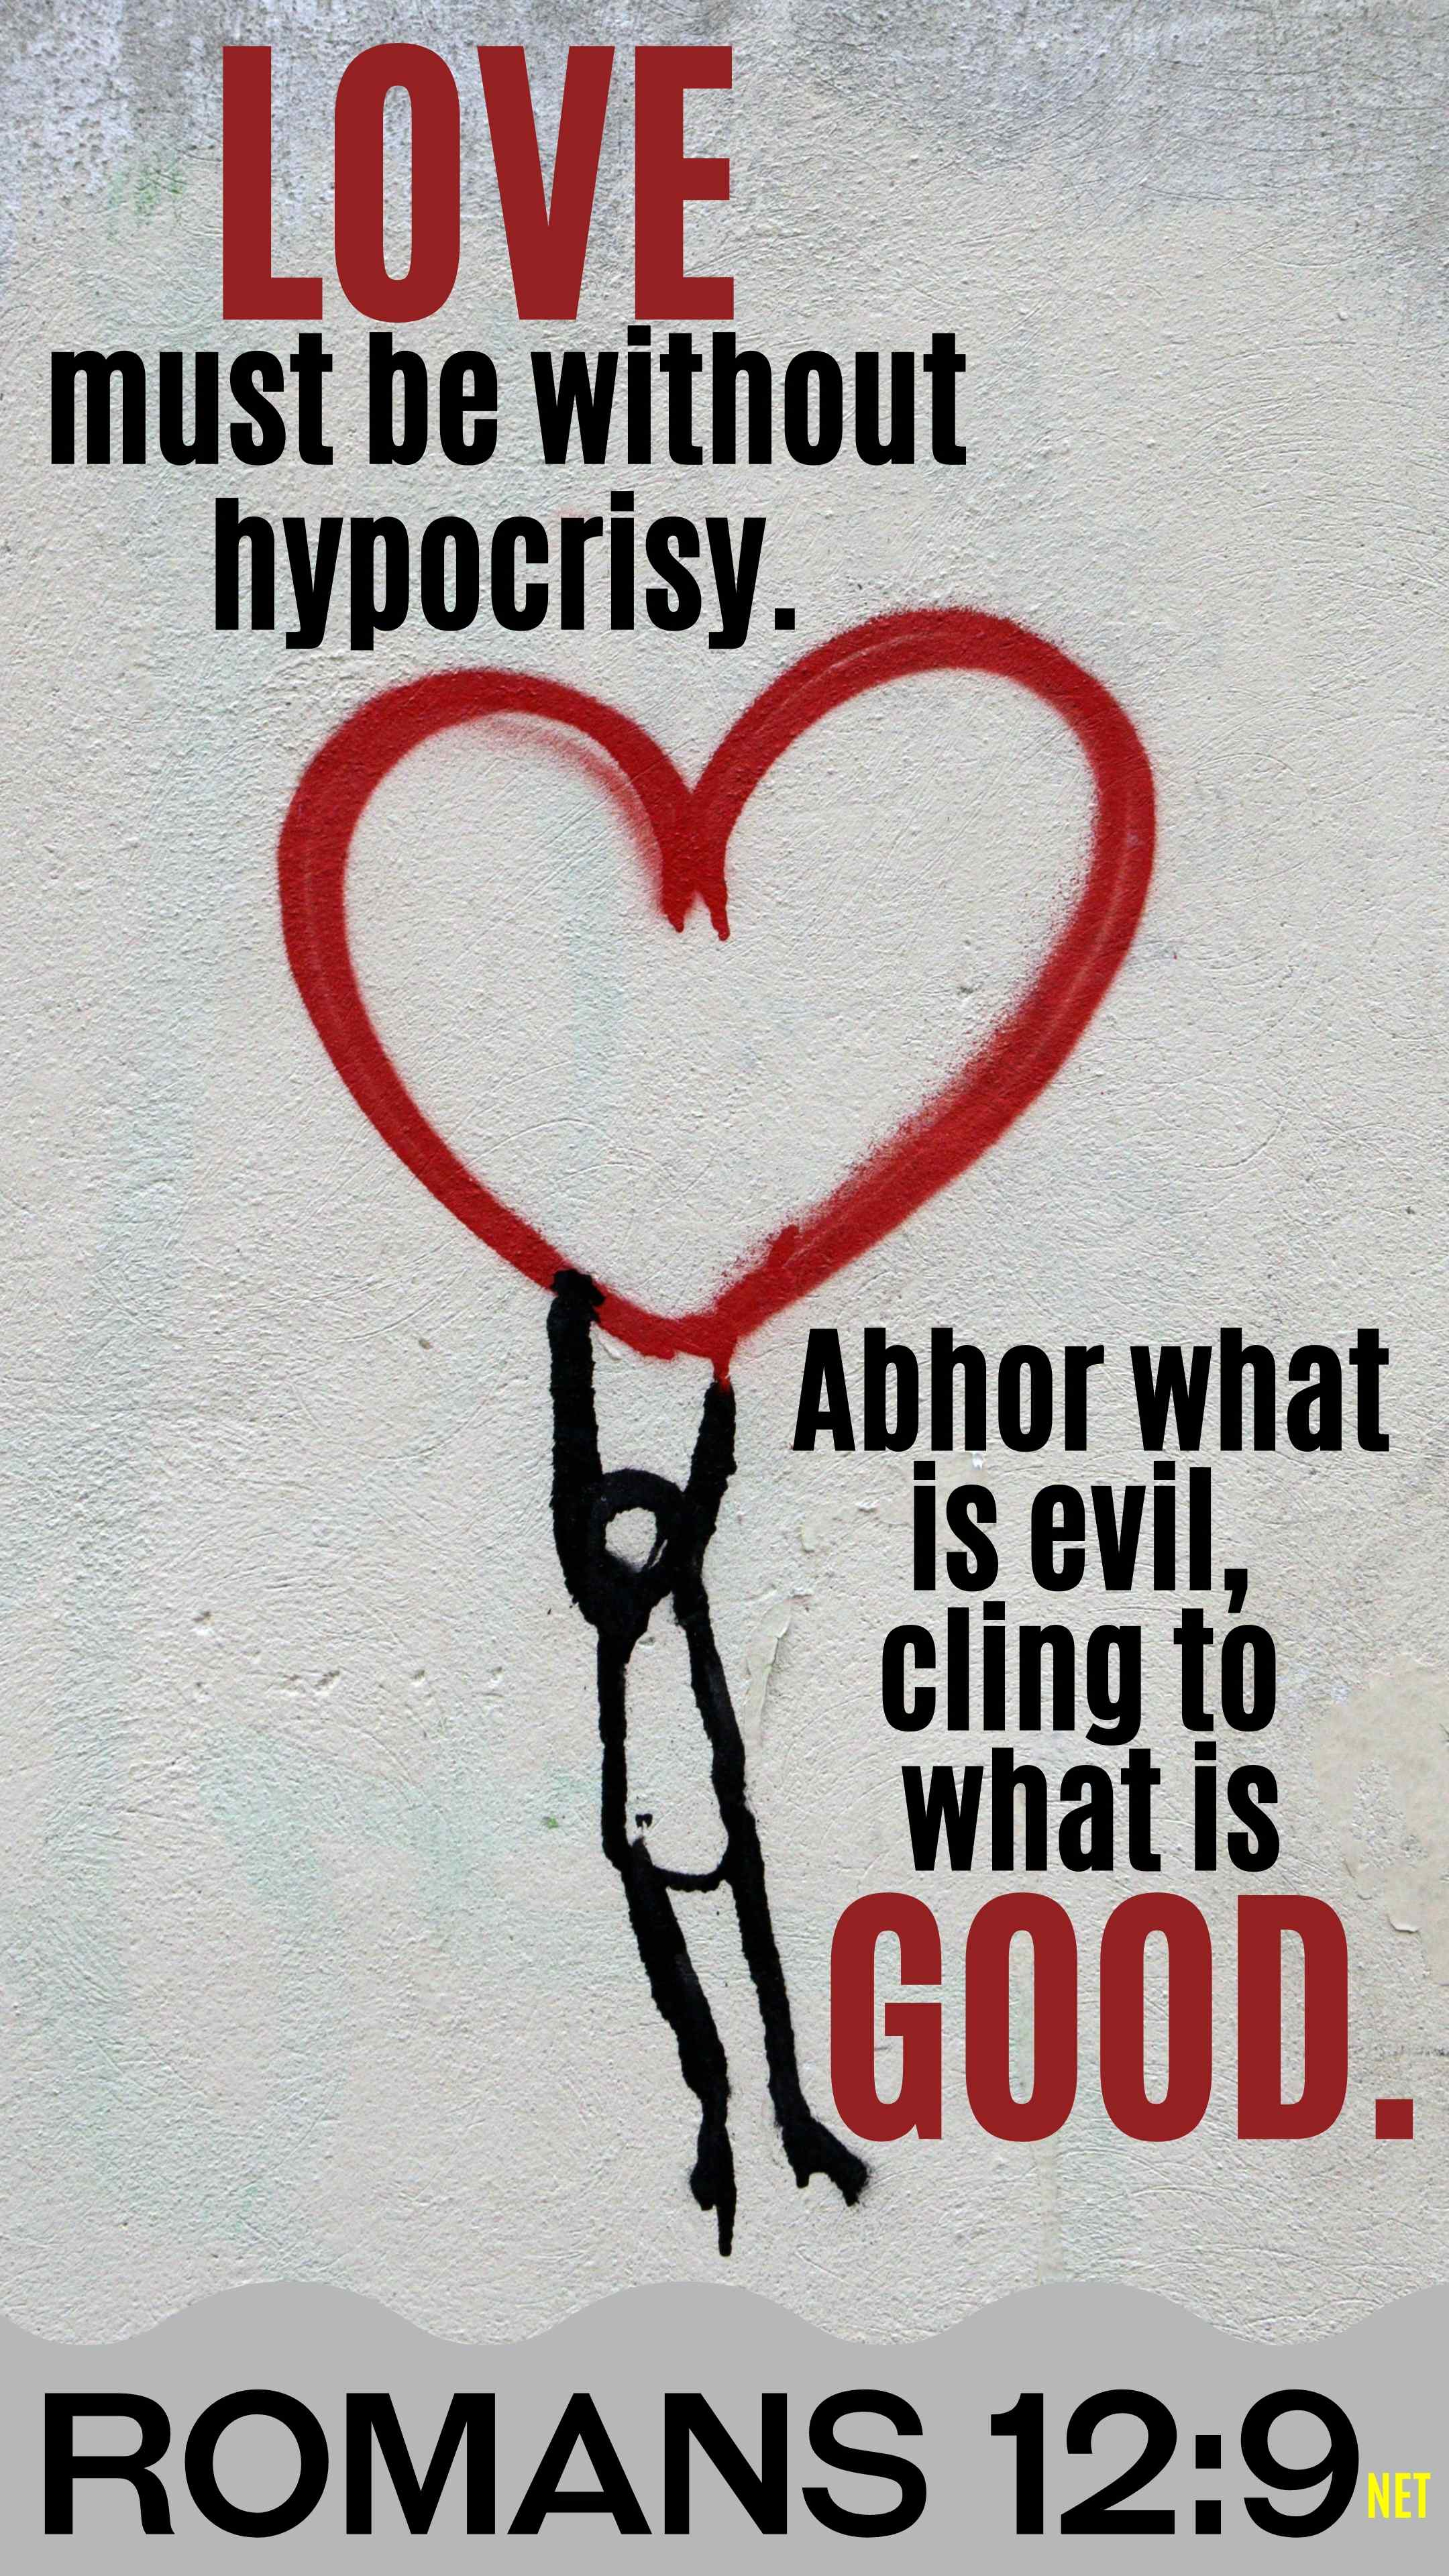 LOVE
must be without
hypocrisy.
Abhor what
is evil,
cling to
what is
GOOD.
ROMANS 12:9 NET